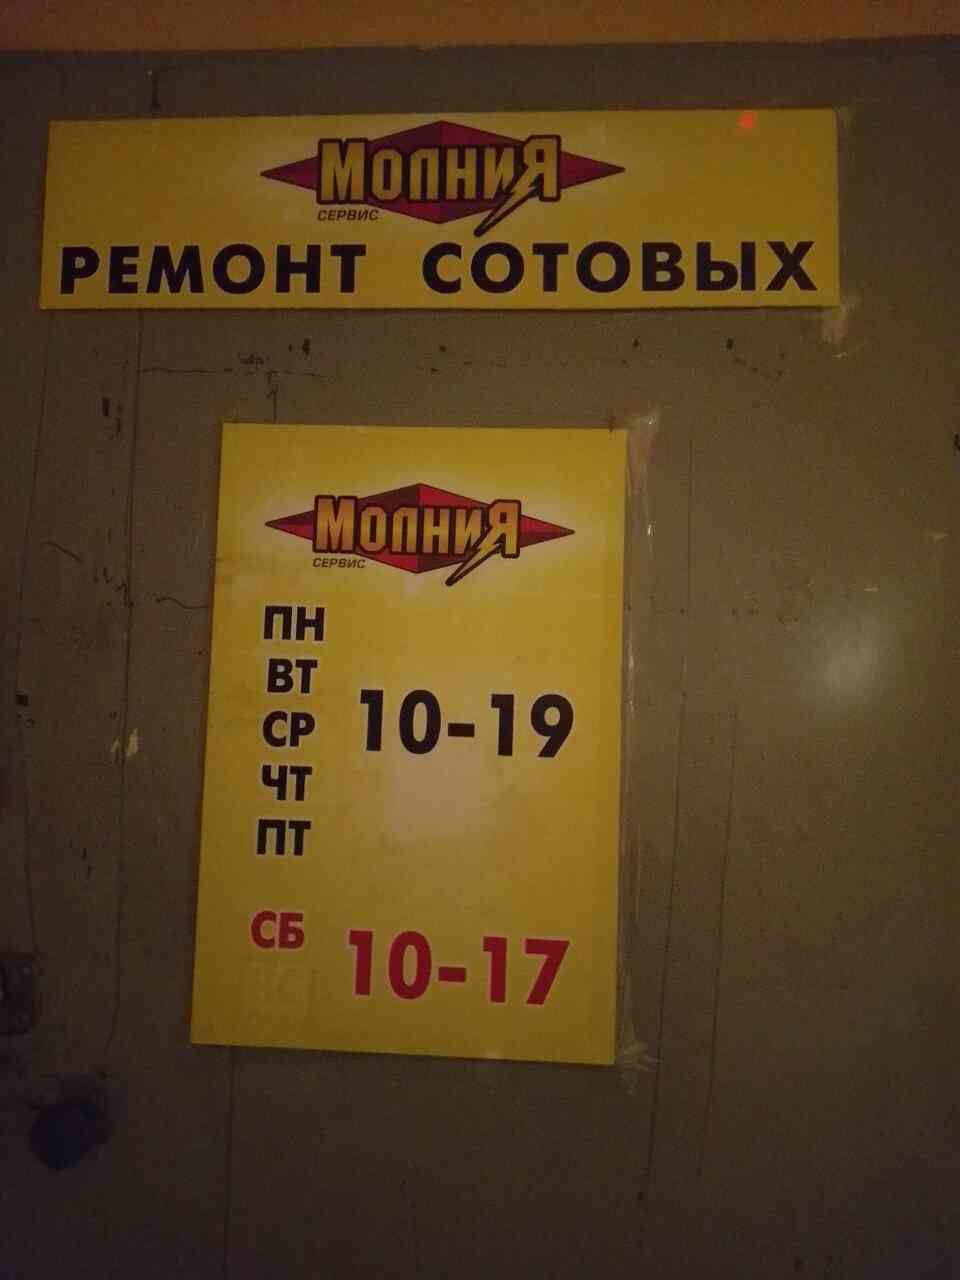 Молния
СЕРВИС
РЕМОНТ СОТОВЫХ
Молния
СЕРВИС
ПН
ВТ
СР 10-19
ЧТ
ПТ
СБ 10-17